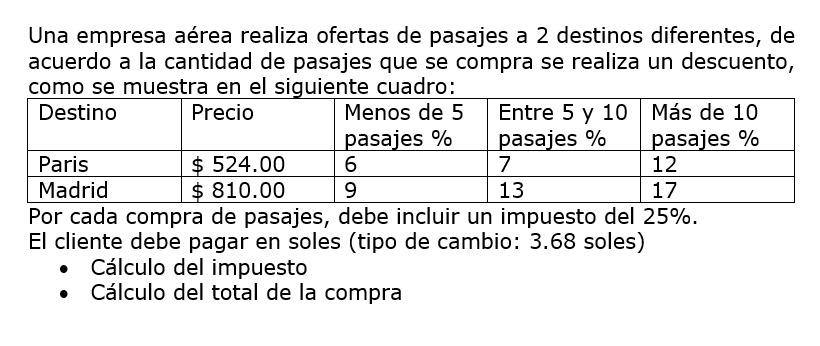 Una empresa aérea realiza ofertas de pasajes a 2 destinos diferentes, de
acuerdo a la cantidad de pasajes que se compra se realiza un descuento,
como se muestra en el siguiente cuadro:
Destino Precio Menos de 5 pasajes % Entre 5 y 10 pasajes % Más de 10 pasajes %
Paris $ 524.00 6 7 12
Madrid $ 810.00 9 13 17
Por cada compra de pasajes, debe incluir un impuesto del 25%.
El cliente debe pagar en soles (tipo de cambio: 3.68 soles)
• Cálculo del impuesto
• Cálculo del total de la compra